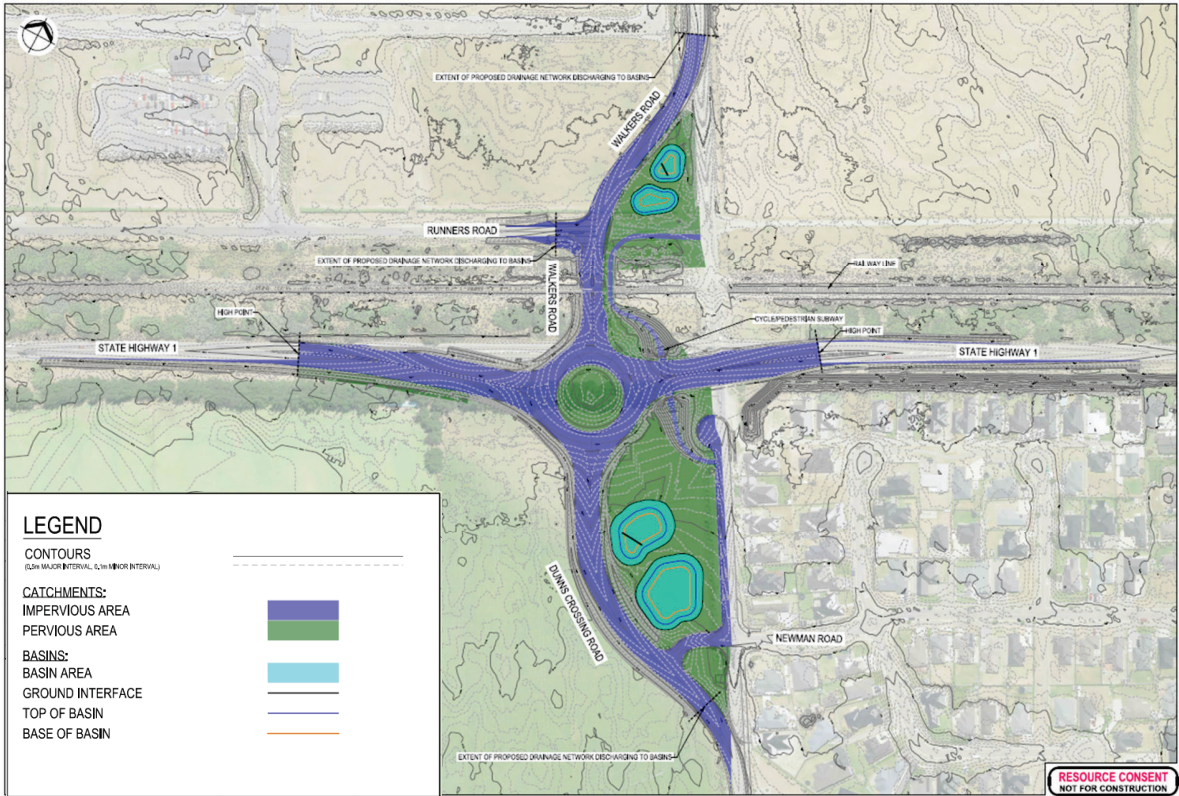 EXTENT OF PROPOSED DRAINAGE NETWORK DISCHARGING TO BASINS
WALKERS ROAD
RUNNERS ROAD
EXTENT OF PROPOSED DRAINAGE NETWORK DISCHARGING TO BASINS
WALKERS ROAD
RAILWAY LINE
HIGH POINT
CYCLE/PEDESTRIAN SUBWAY
HIGH POINT
STATE HIGHWAY 1
STATE HIGHWAY 1
LEGEND
CONTOURS
(0.5m MAJOR INTERVAL, 0.1m MINOR INTERVAL)
CATCHMENTS:
IMPERVIOUS AREA
PERVIOUS AREA
BASINS:
BASIN AREA
GROUND INTERFACE
TOP OF BASIN
BASE OF BASIN
DUNNS CROSSING ROAD
NEWMAN ROAD
EXTENT OF PROPOSED DRAINAGE NETWORK DISCHARGING TO BASINS
RESOURCE CONSENT
NOT FOR CONSTRUCTION